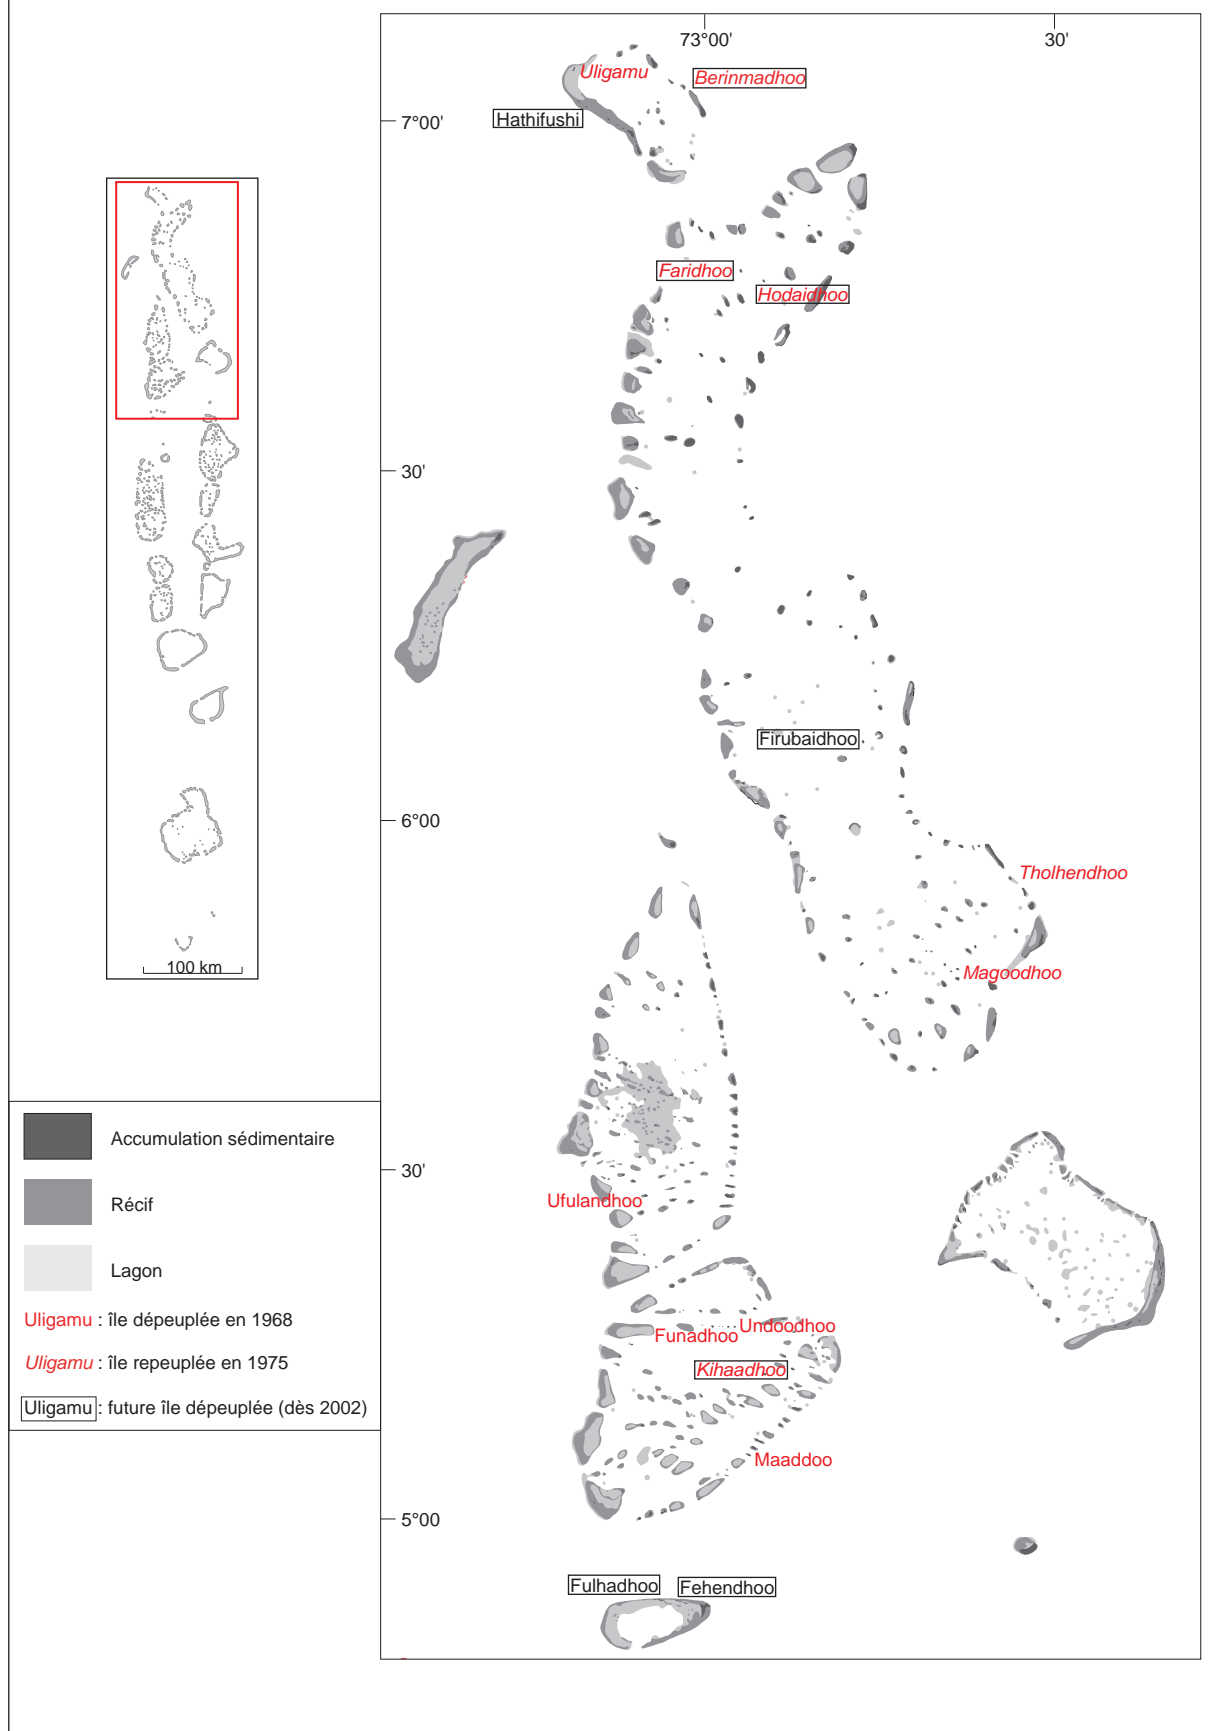 73°00'
30'
Uligamu
Berinmadhoo
Hathifushi
7°00'
Faridhoo
Hodaidhoo
30'
Firubaidhoo
6°00
Tholhendhoo
Magoodhoo
100 km
Accumulation sédimentaire
30'
Ufulandhoo
Récif
Lagon
Uligamu : île dépeuplée en 1968
Funadhoo
Undoodhoo
Uligamu : île repeuplée en 1975
Kihaadhoo
Uligamu : future île dépeuplée (dès 2002)
Maaddoo
5°00
Fulhadhoo
Fehendhoo